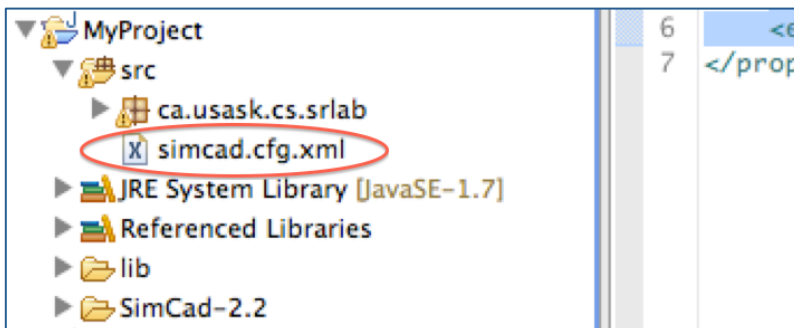 MyProject
src
ca.usask.cs.srlab
X simcad.cfg.xml
JRE System Library [JavaSE-1.7]
Referenced Libraries
lib
SimCad-2.2
6 <e
7 </prop